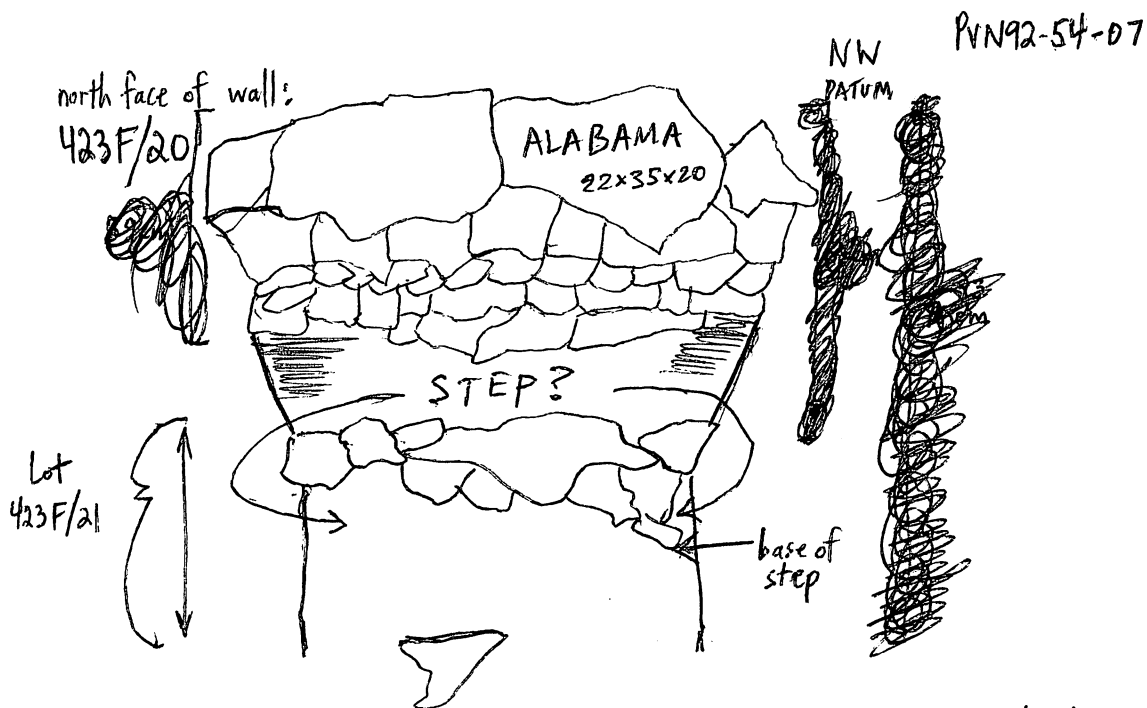 PVN92-54-07
NW
DATUM
north face of wall:
423F/20
ALABAMA
22x35x20
STEP?
Lot
423F/21
base of
step